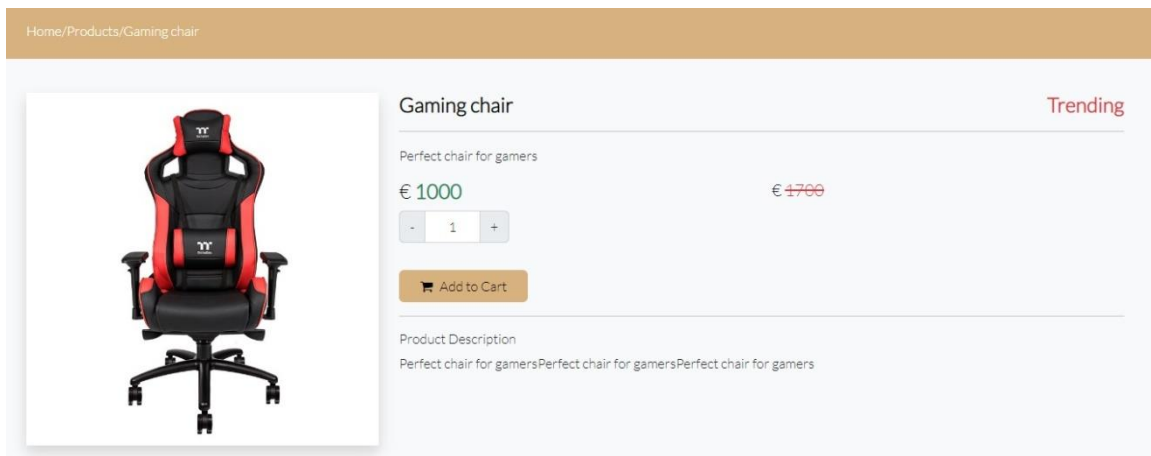 Home/Products/Gaming chair
Gaming chair
Trending
Perfect chair for gamers
€ 1000
€ 1700
- 1 +
Add to Cart
Product Description
Perfect chair for gamersPerfect chair for gamersPerfect chair for gamers